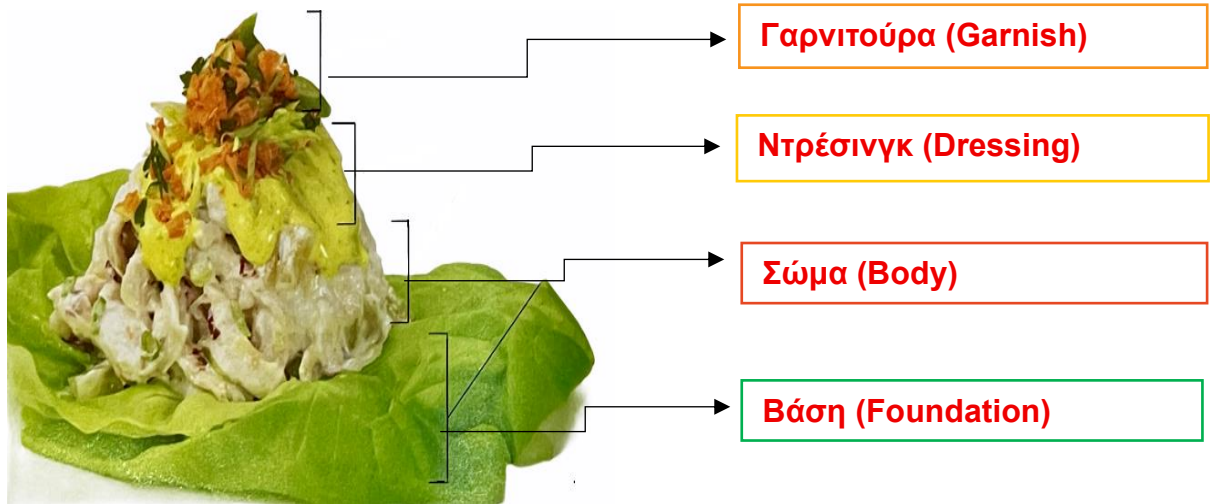 Γαρνιτούρα (Garnish)
Ντρέσινγκ (Dressing)
Σώμα (Body)
Βάση (Foundation)